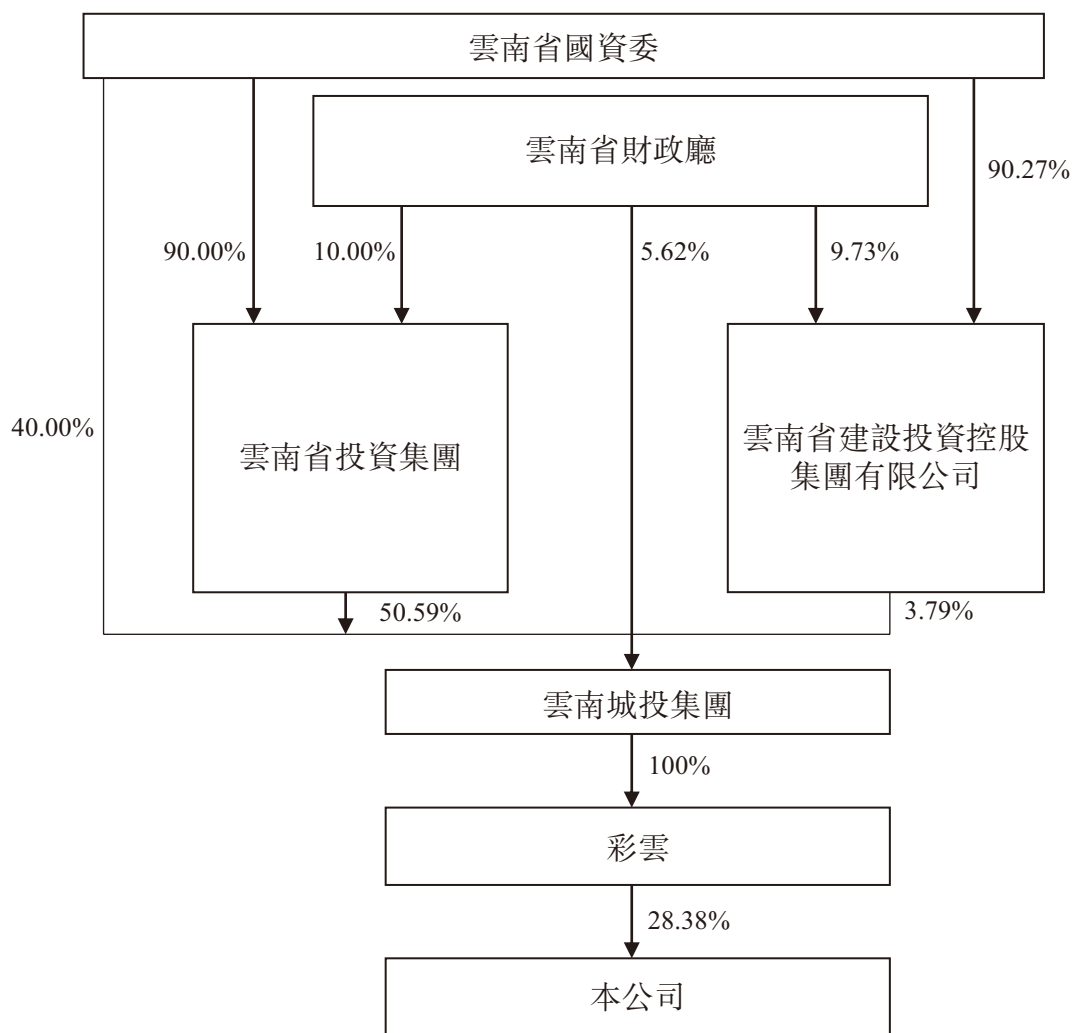 雲南省國資委
雲南省財政廳
90.27%
90.00%
10.00%
5.62%
9.73%
40.00%
雲南省投資集團
雲南省建設投資控股
集團有限公司
50.59%
3.79%
雲南城投集團
100%
彩雲
28.38%
本公司